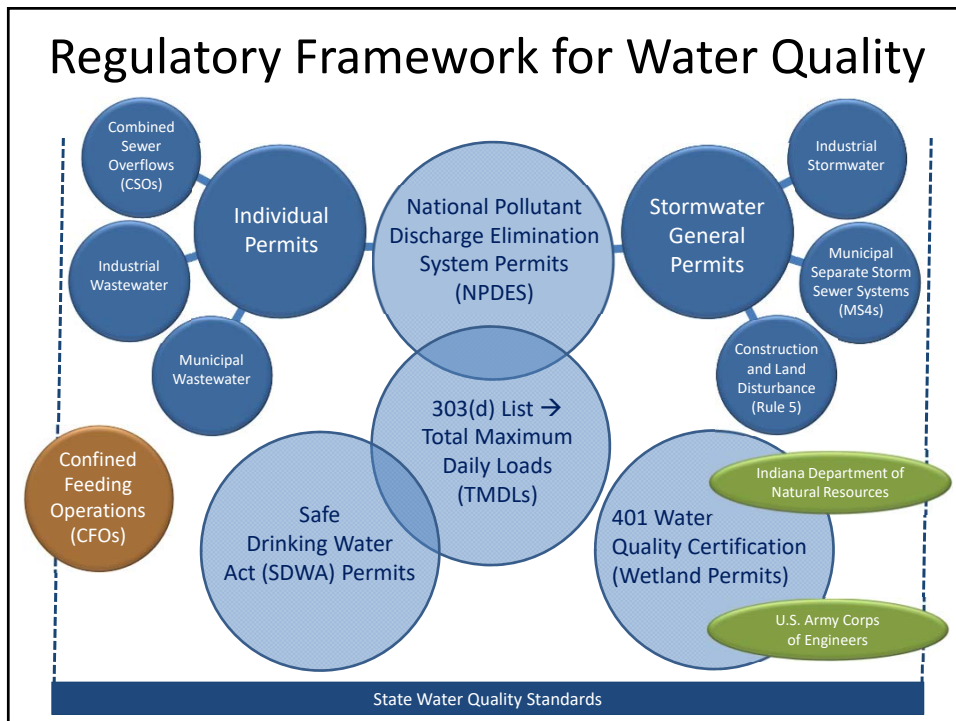 Regulatory Framework for Water Quality
Combined
Sewer
Overflows
(CSOs)
Industrial
Wastewater
Municipal
Wastewater
Individual
Permits
National Pollutant
Discharge Elimination
System Permits
(NPDES)
Stormwater
General
Permits
Industrial
Stormwater
Municipal
Separate Storm
Sewer Systems
(MS4s)
Construction
and Land
Disturbance
(Rule 5)
303(d) List →
Total Maximum
Daily Loads
(TMDLs)
Confined
Feeding
Operations
(CFOs)
Safe
Drinking Water
Act (SDWA) Permits
401 Water
Quality Certification
(Wetland Permits)
Indiana Department of
Natural Resources
U.S. Army Corps
of Engineers
State Water Quality Standards